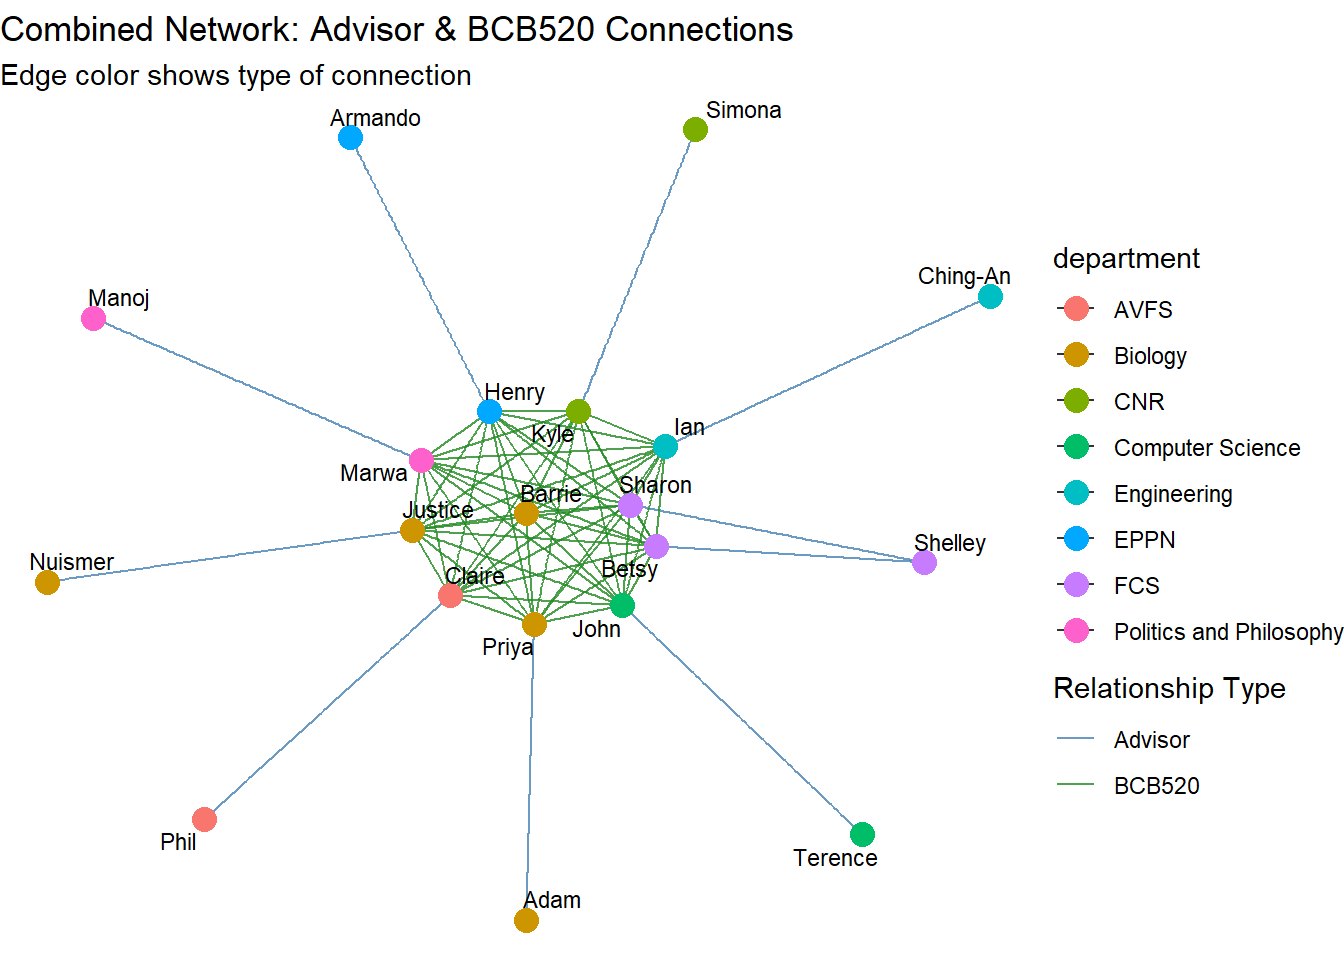 Combined Network: Advisor & BCB520 Connections
Edge color shows type of connection
Armando
Simona
Ching-An
Manoj
Henry
Kyle
Ian
Marwa
Sharon
Barrie
Justice
Shelley
Nuismer
Betsy
Claire
John
Priya
Phil
Terence
Adam
department
AVFS
Biology
CNR
Computer Science
Engineering
EPPN
FCS
Politics and Philosophy
Relationship Type
Advisor
BCB520